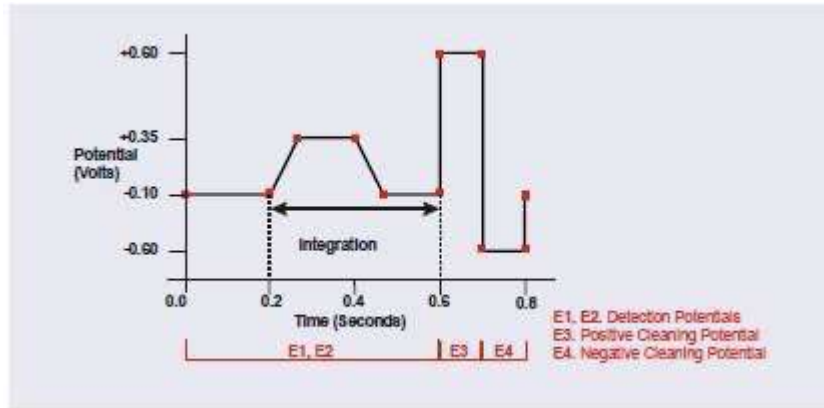 +0.60
+0.35
Potential
(Volts)
-0.10
-0.60
Integration
0.0 0.2 0.4 0.6 0.8
Time (Seconds)
E1, E2 E3 E4
E1, E2. Detection Potentials
E3. Positive Cleaning Potential
E4. Negative Cleaning Potential